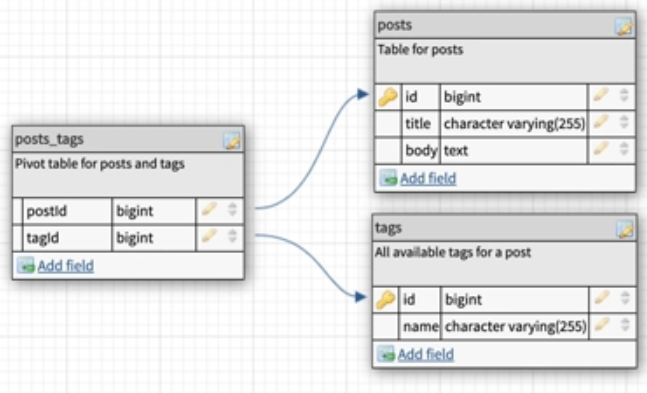 posts_tags
Pivot table for posts and tags
postId bigint
tagId bigint
Add field
posts
Table for posts
id bigint
title character varying(255)
body text
Add field
tags
All available tags for a post
id bigint
name character varying(255)
Add field